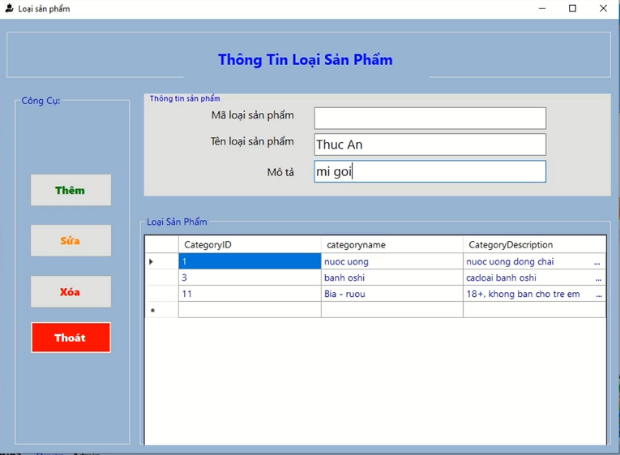 Loại sản phẩm
Thông Tin Loại Sản Phẩm
Công Cụ:
Thêm
Sửa
Xóa
Thoát
Thông tin sản phẩm
Mã loại sản phẩm
Tên loại sản phẩm Thuc An
Mô tả mi goi
Loại Sản Phẩm
CategoryID categoryname CategoryDescription
1 nuoc uong nuoc uong dong chai ...
3 banh oshi cacloai banh oshi ...
11 Bia - ruou 18+, khong ban cho tre em ...